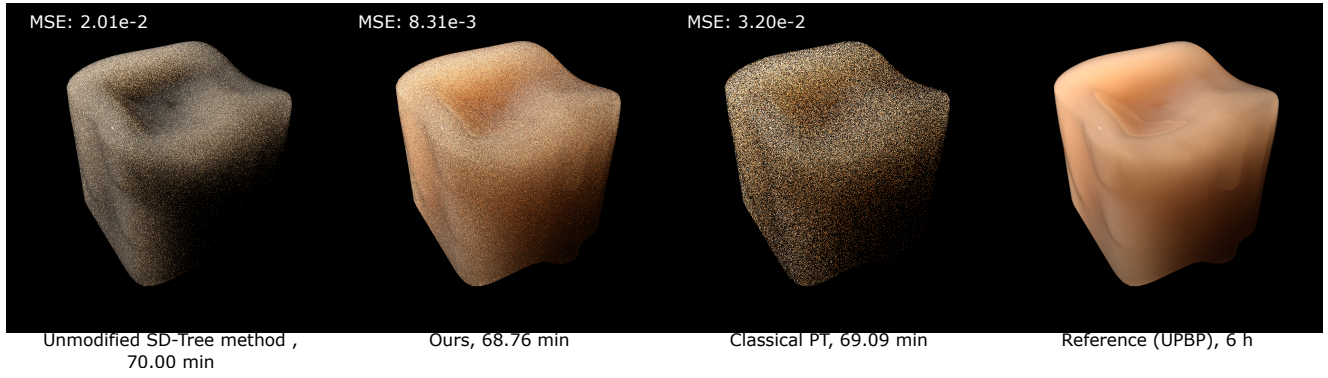 MSE: 2.01e-2
MSE: 8.31e-3
MSE: 3.20e-2
Unmodified SD-Tree method ,
70.00 min
Ours, 68.76 min
Classical PT, 69.09 min
Reference (UPBP), 6 h